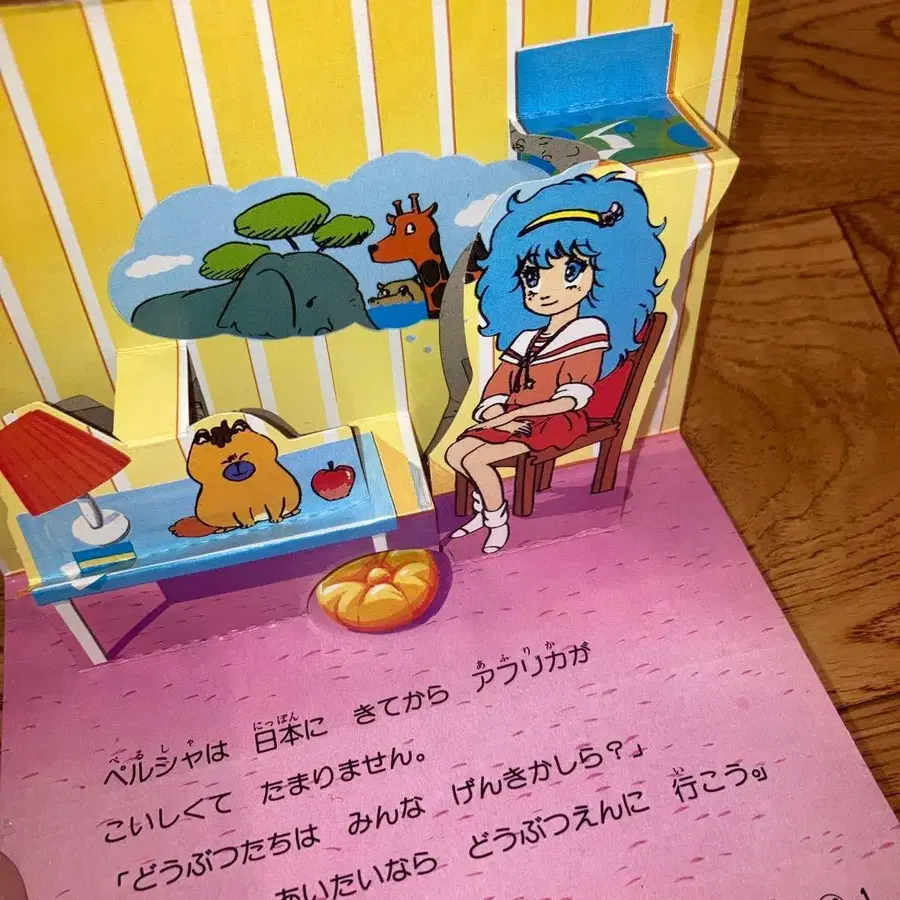 ペルシャは 日本に きてから アフリカが
こいしくて たまりません。
「どうぶつたちは みんな げんきかしら?」
あいたいなら どうぶつえんに 行こう。」